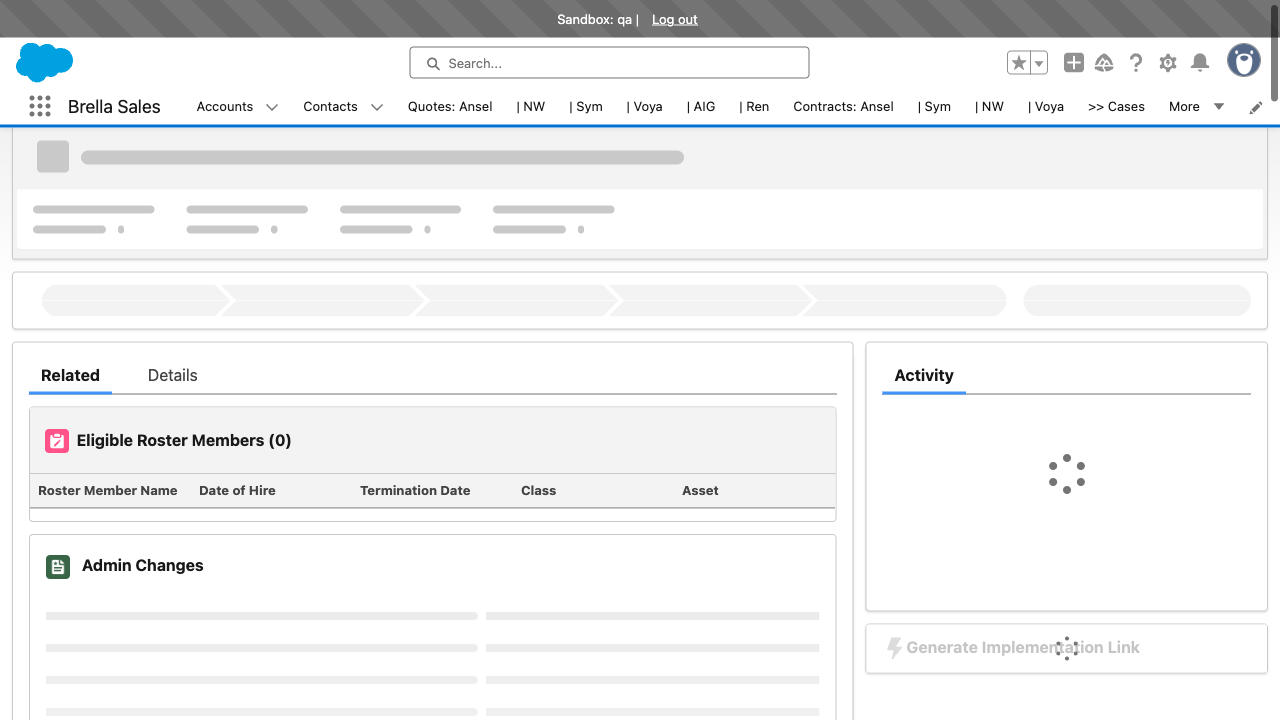 Sandbox: qa | Log out
Search...
Brella Sales
Accounts
Contacts
Quotes: Ansel
| NW
| Sym
| Voya
| AIG
| Ren
Contracts: Ansel
| Sym
| NW
| Voya
>> Cases
More
Related
Details
Activity
Eligible Roster Members (0)
Roster Member Name
Date of Hire
Termination Date
Class
Asset
Admin Changes
Generate Implementation Link